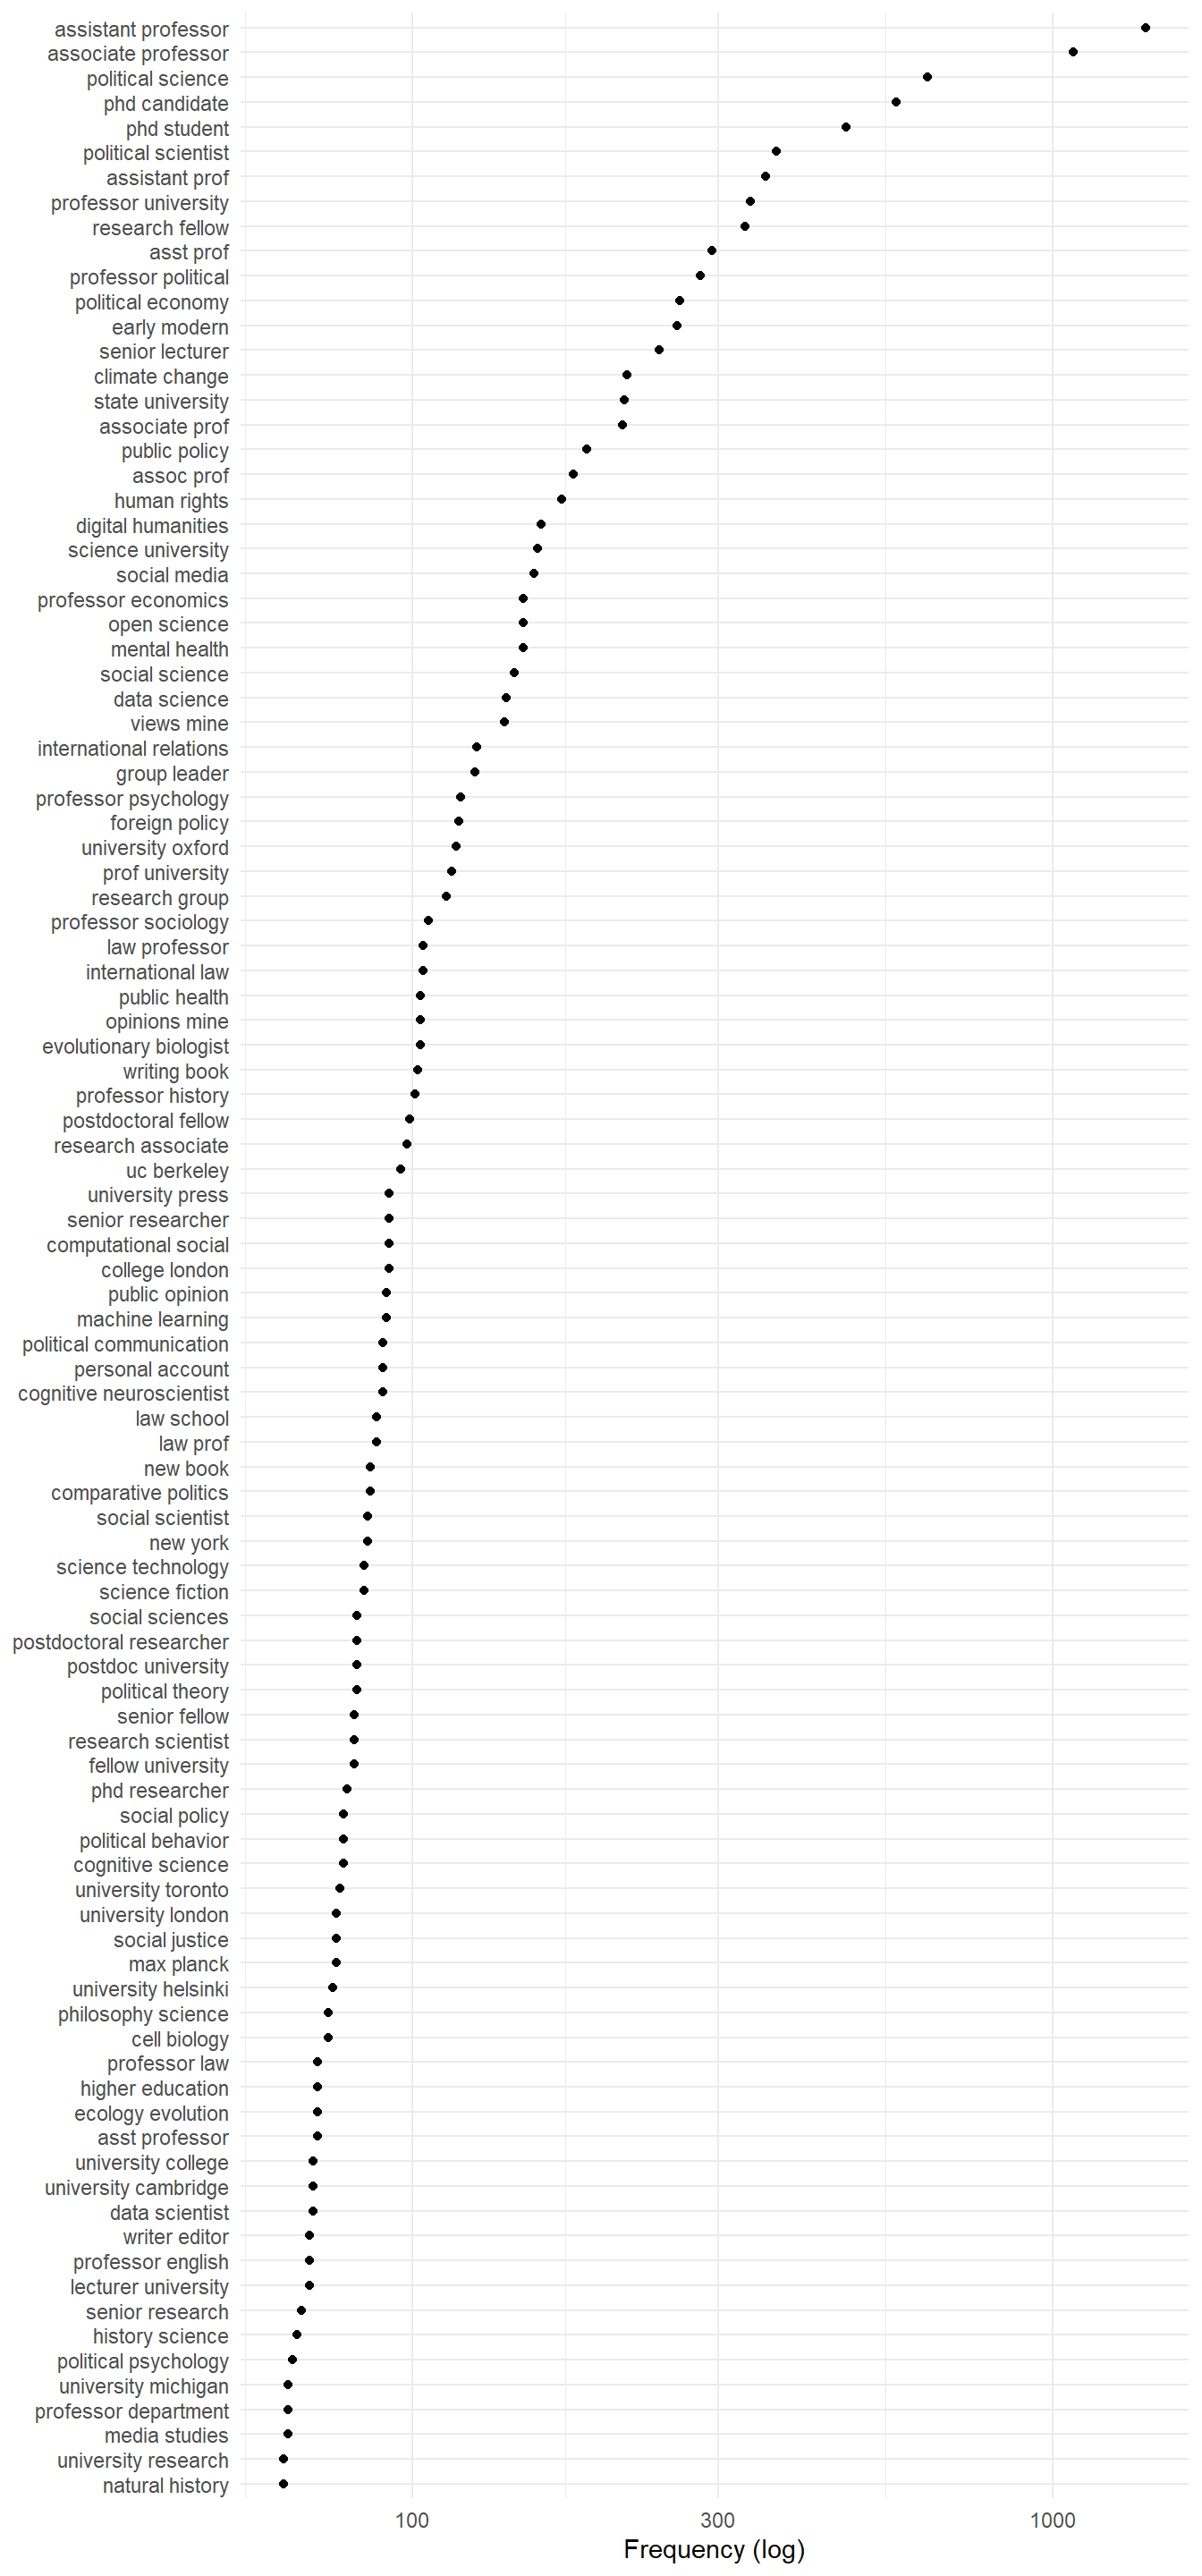 assistant professor
associate professor
political science
phd candidate
phd student
political scientist
assistant prof
professor university
research fellow
asst prof
professor political
political economy
early modern
senior lecturer
climate change
state university
associate prof
public policy
assoc prof
human rights
digital humanities
science university
social media
professor economics
open science
mental health
social science
data science
views mine
international relations
group leader
professor psychology
foreign policy
university oxford
prof university
research group
professor sociology
law professor
international law
public health
opinions mine
evolutionary biologist
writing book
professor history
postdoctoral fellow
research associate
uc berkeley
university press
senior researcher
computational social
college london
public opinion
machine learning
political communication
personal account
cognitive neuroscientist
law school
law prof
new book
comparative politics
social scientist
new york
science technology
science fiction
social sciences
postdoctoral researcher
postdoc university
political theory
senior fellow
research scientist
fellow university
phd researcher
social policy
political behavior
cognitive science
university toronto
university london
social justice
max planck
university helsinki
philosophy science
cell biology
professor law
higher education
ecology evolution
asst professor
university college
university cambridge
data scientist
writer editor
professor english
lecturer university
senior research
history science
political psychology
university michigan
professor department
media studies
university research
natural history
100 300 1000
Frequency (log)